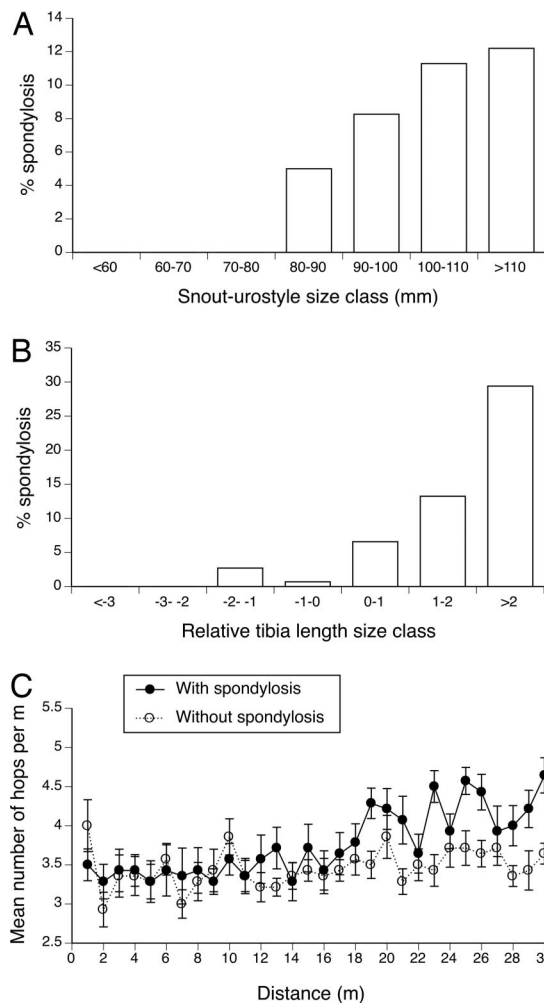 A
14
12
10
8
6
4
2
0
% spondylosis
<60 60-70 70-80 80-90 90-100 100-110 >110
Snout-urostyle size class (mm)
B
35
30
25
20
15
10
5
0
% spondylosis
<-3 -3- -2 -2- -1 -1-0 0-1 1-2 >2
Relative tibia length size class
C
With spondylosis
Without spondylosis
5.5
5
4.5
4
3.5
3
2.5
Mean number of hops per m
0 2 4 6 8 10 12 14 16 18 20 22 24 26 28
Distance (m)